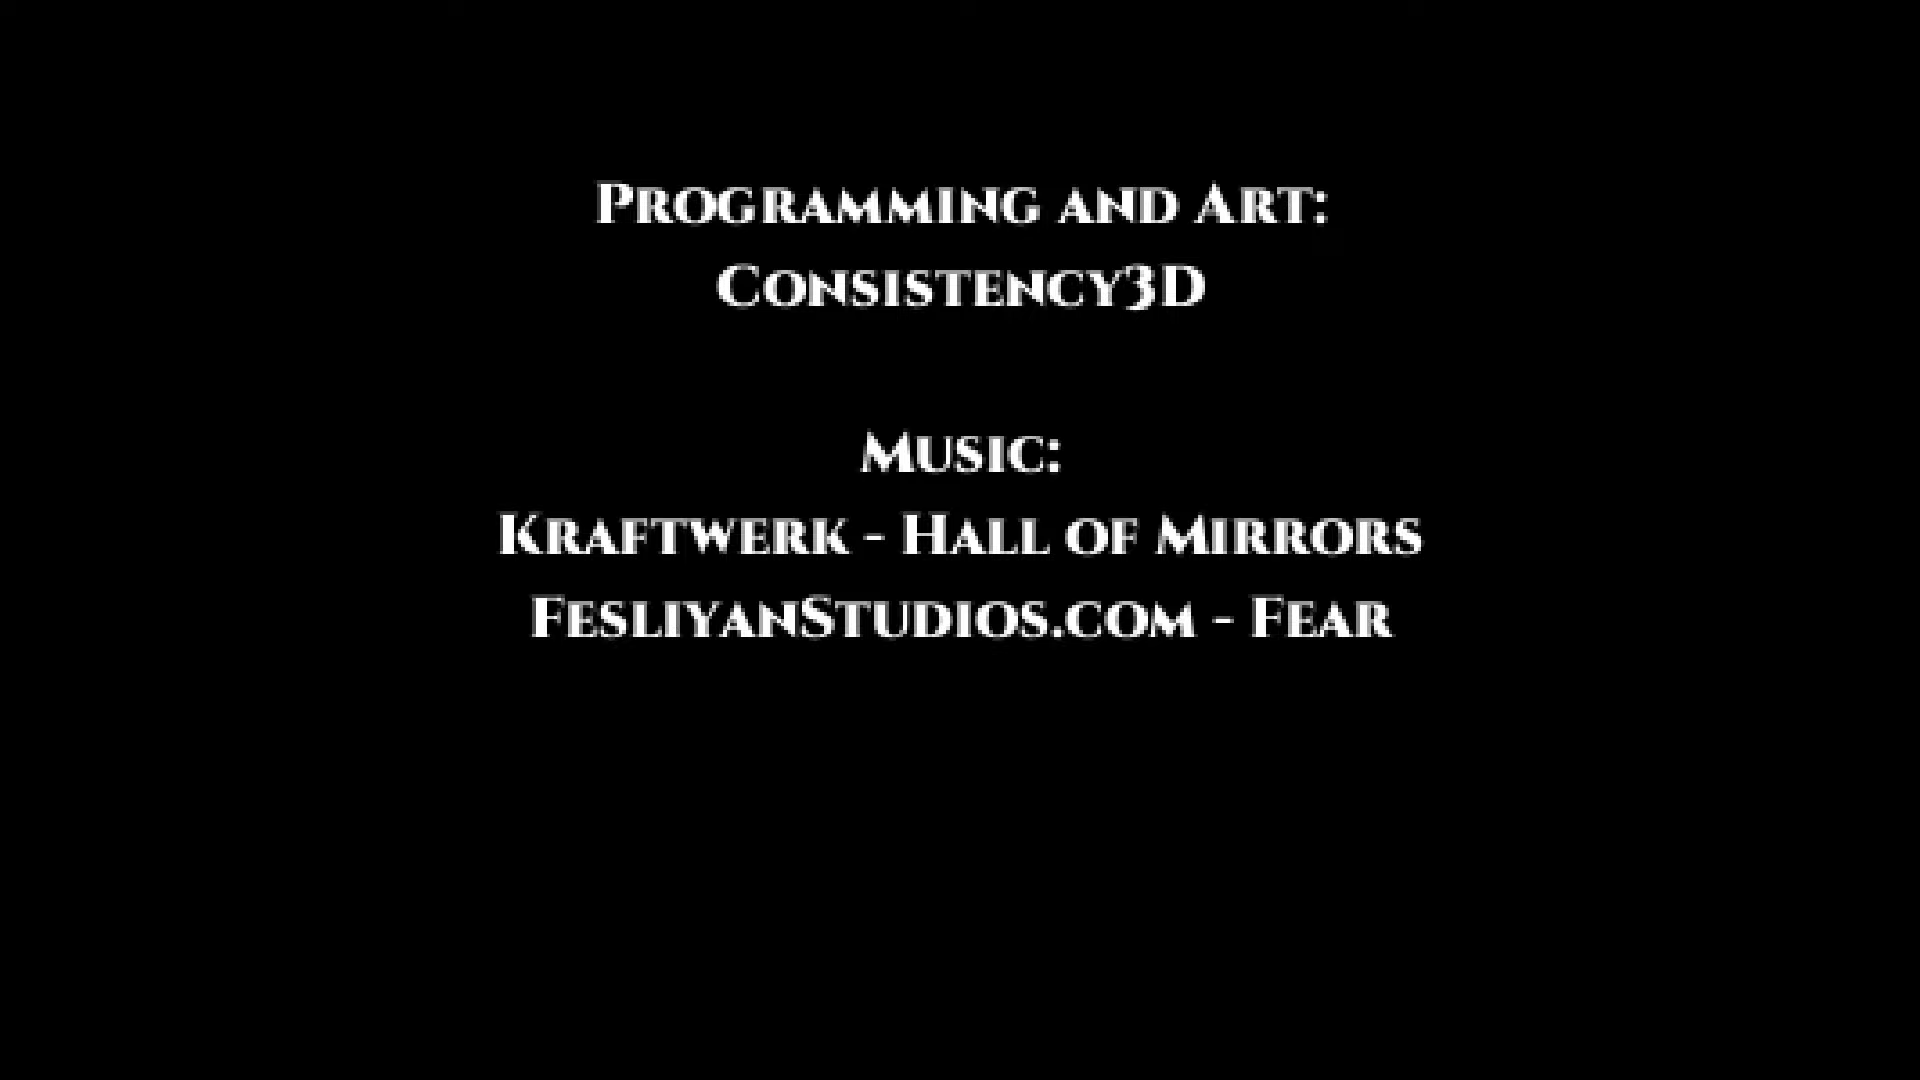 Programming and Art:
Consistency3D
Music:
Kraftwerk - Hall of Mirrors
FesliyanStudios.com - Fear